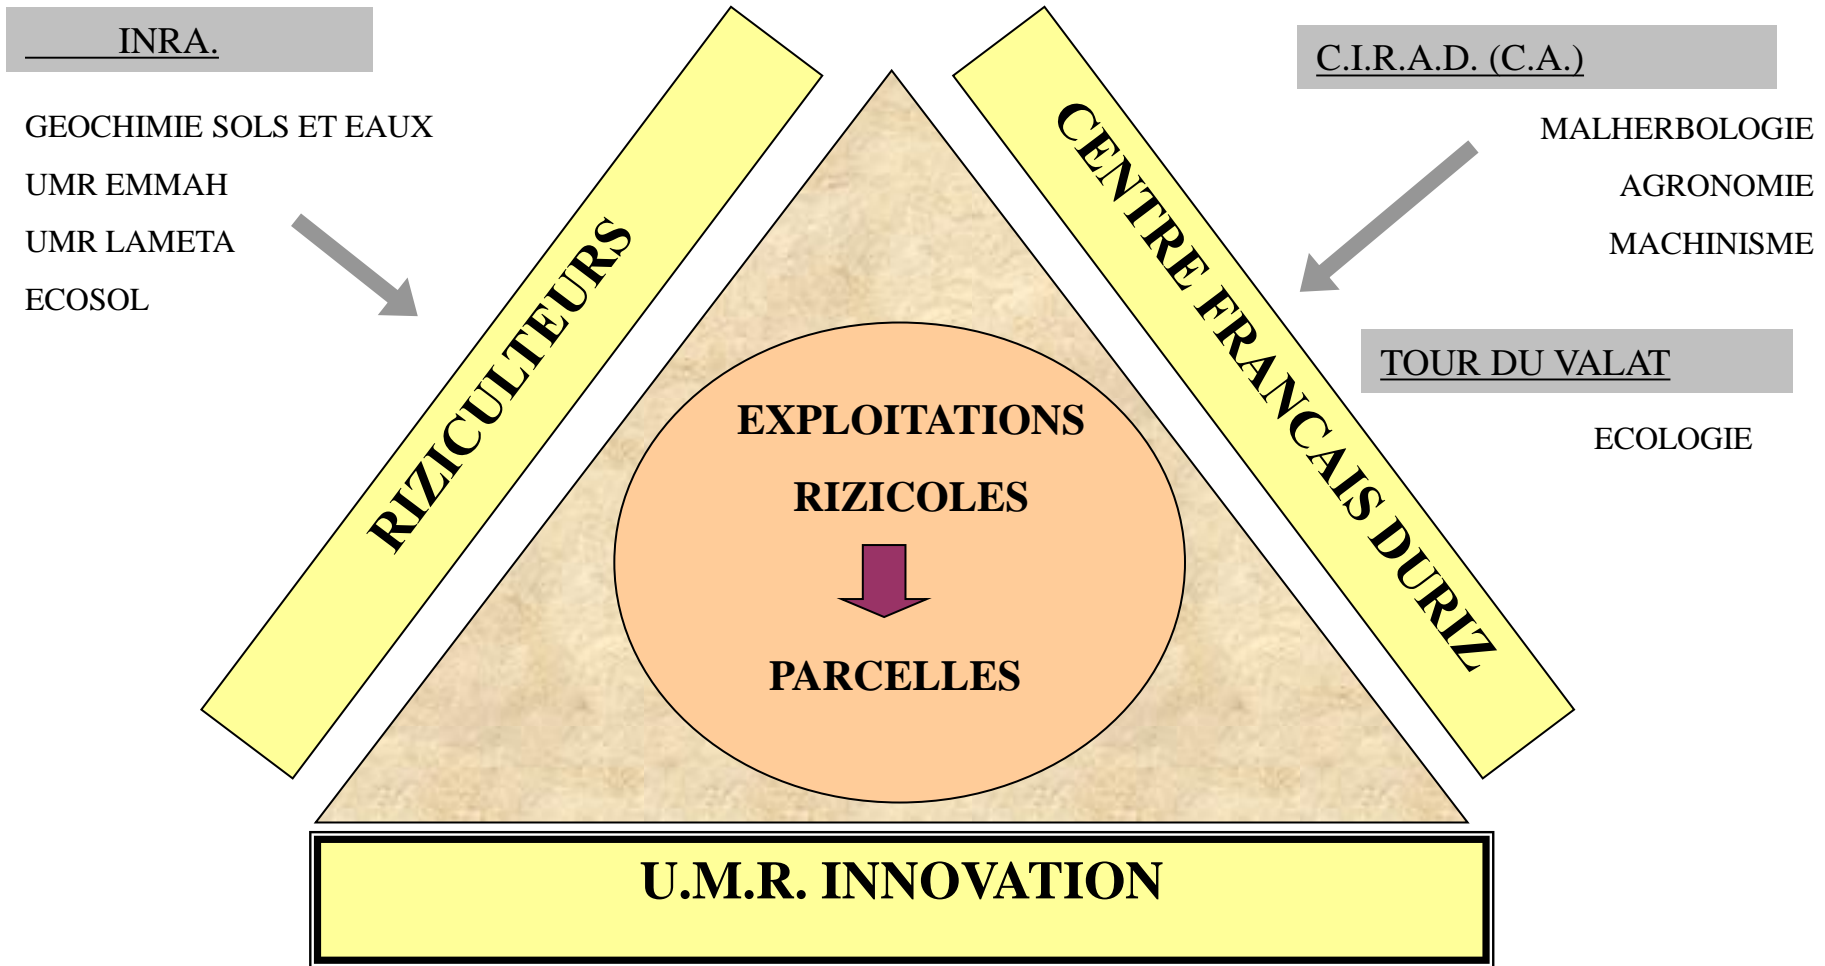 INRA.
GEOCHIMIE SOLS ET EAUX
UMR EMMAH
UMR LAMETA
ECOSOL
RIZICULTEURS
EXPLOITATIONS
RIZICOLES
PARCELLES
CENTRE FRANCAIS DURIZ
C.I.R.A.D. (C.A.)
MALHERBOLOGIE
AGRONOMIE
MACHINISME
TOUR DU VALAT
ECOLOGIE
U.M.R. INNOVATION